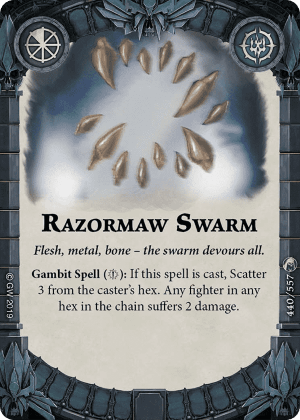 RAZORMAW SWARM
Flesh, metal, bone – the swarm devours all.
Gambit Spell (): If this spell is cast, Scatter
3 from the caster's hex. Any fighter in any
hex in the chain suffers 2 damage.
© GW 2019
440/557